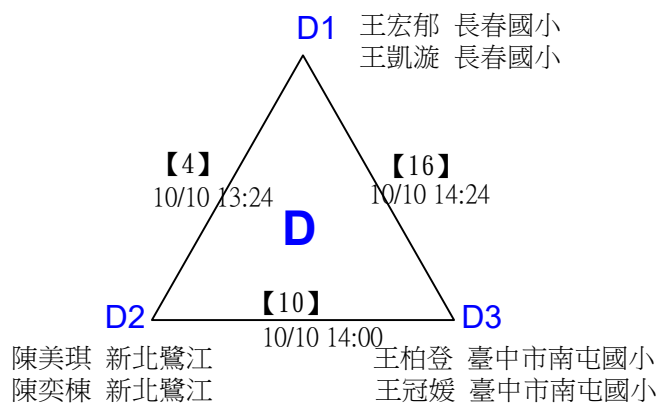 D1 王宏郁 長春國小
王凱漩 長春國小
【4】
10/10 13:24
【16】
10/10 14:24
D
【10】
10/10 14:00
D2
D3
陳美琪 新北鷺江
陳奕棟 新北鷺江
王柏登 臺中市南屯國小
王冠媛 臺中市南屯國小